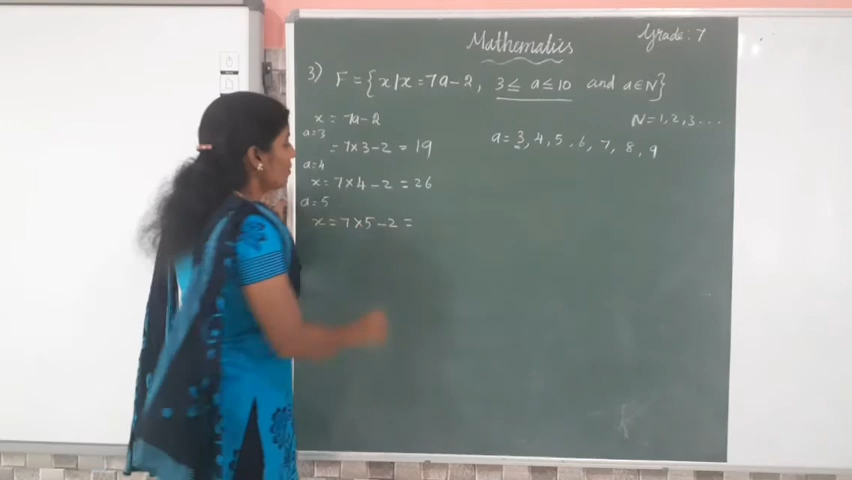 Mathematics
Grade: 7
3) F = {x/x = 7a-2, 3 ≤ a ≤ 10 and a∈N}
N = 1,2,3...
x = 7a-2
a = 3, 4, 5, 6, 7, 8, 9
a=3
= 7×3-2 = 19
a=4
x = 7×4-2 = 26
a=5
x = 7×5-2 =